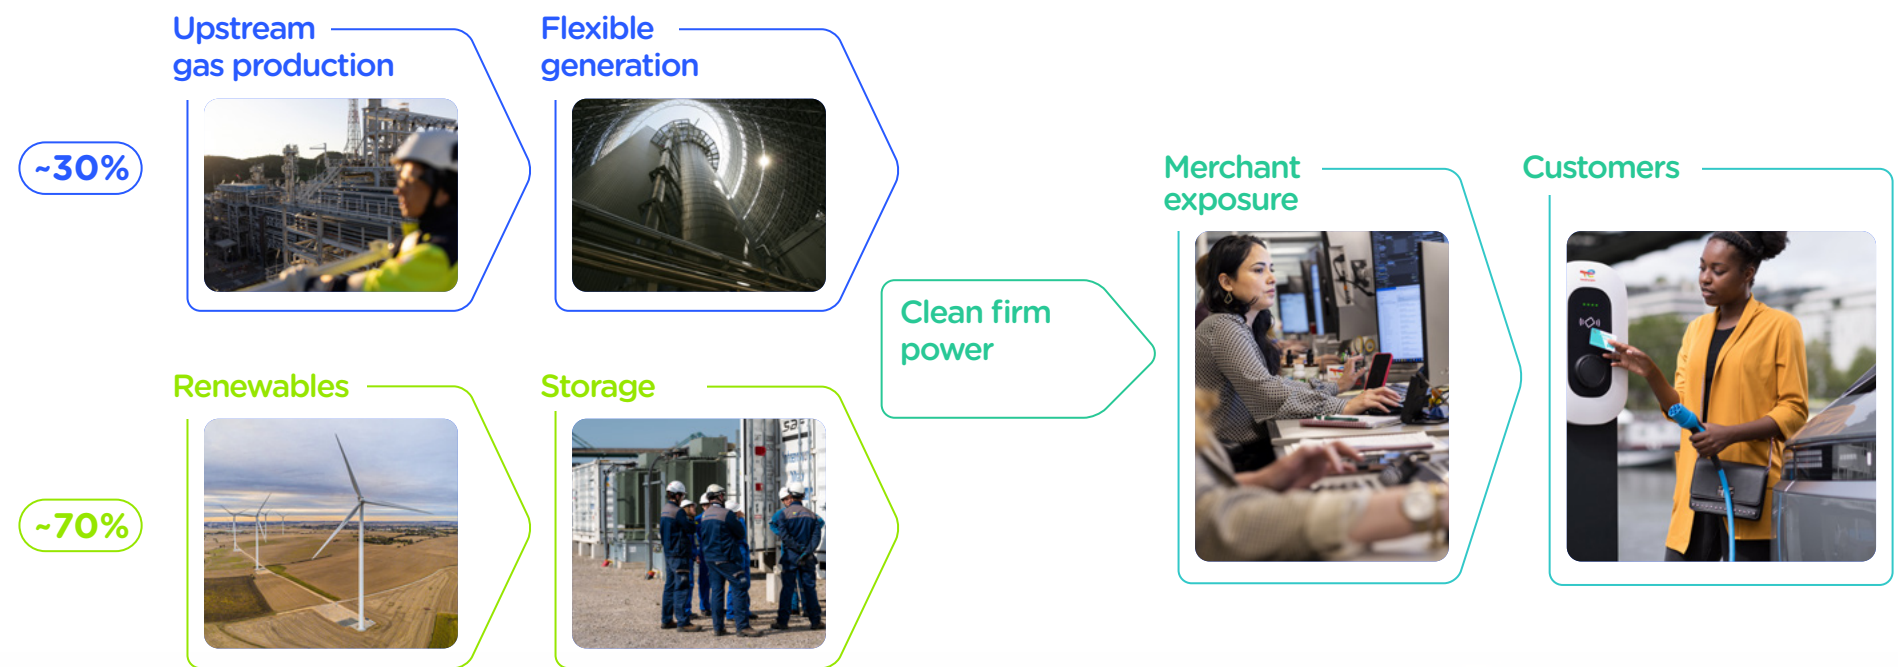 Upstream
gas production
Flexible
generation
~30%
Merchant
exposure
Customers
Clean firm
power
Renewables
Storage
~70%